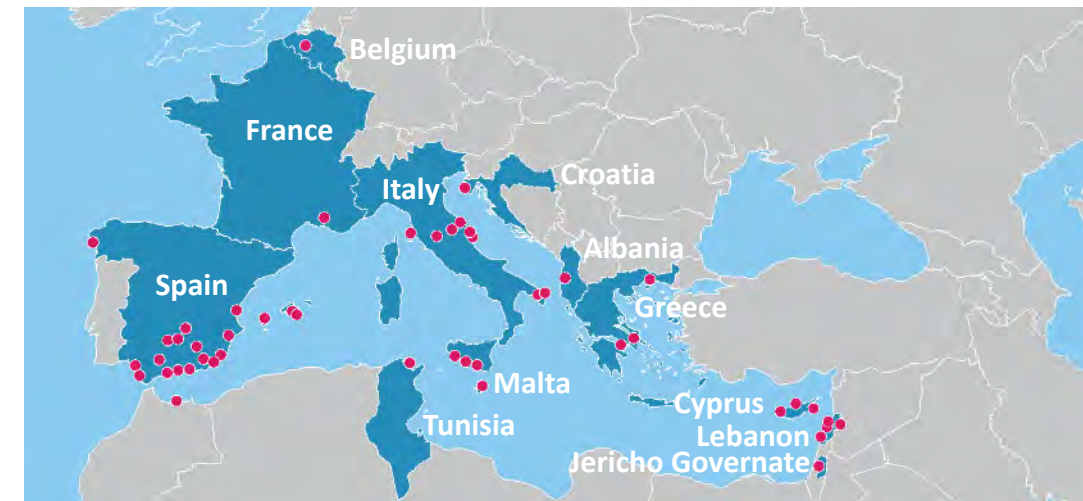 Belgium
France
Croatia
Italy
Albania
Spain
Greece
Malta
Cyprus
Tunisia
Lebanon
Jericho Governate